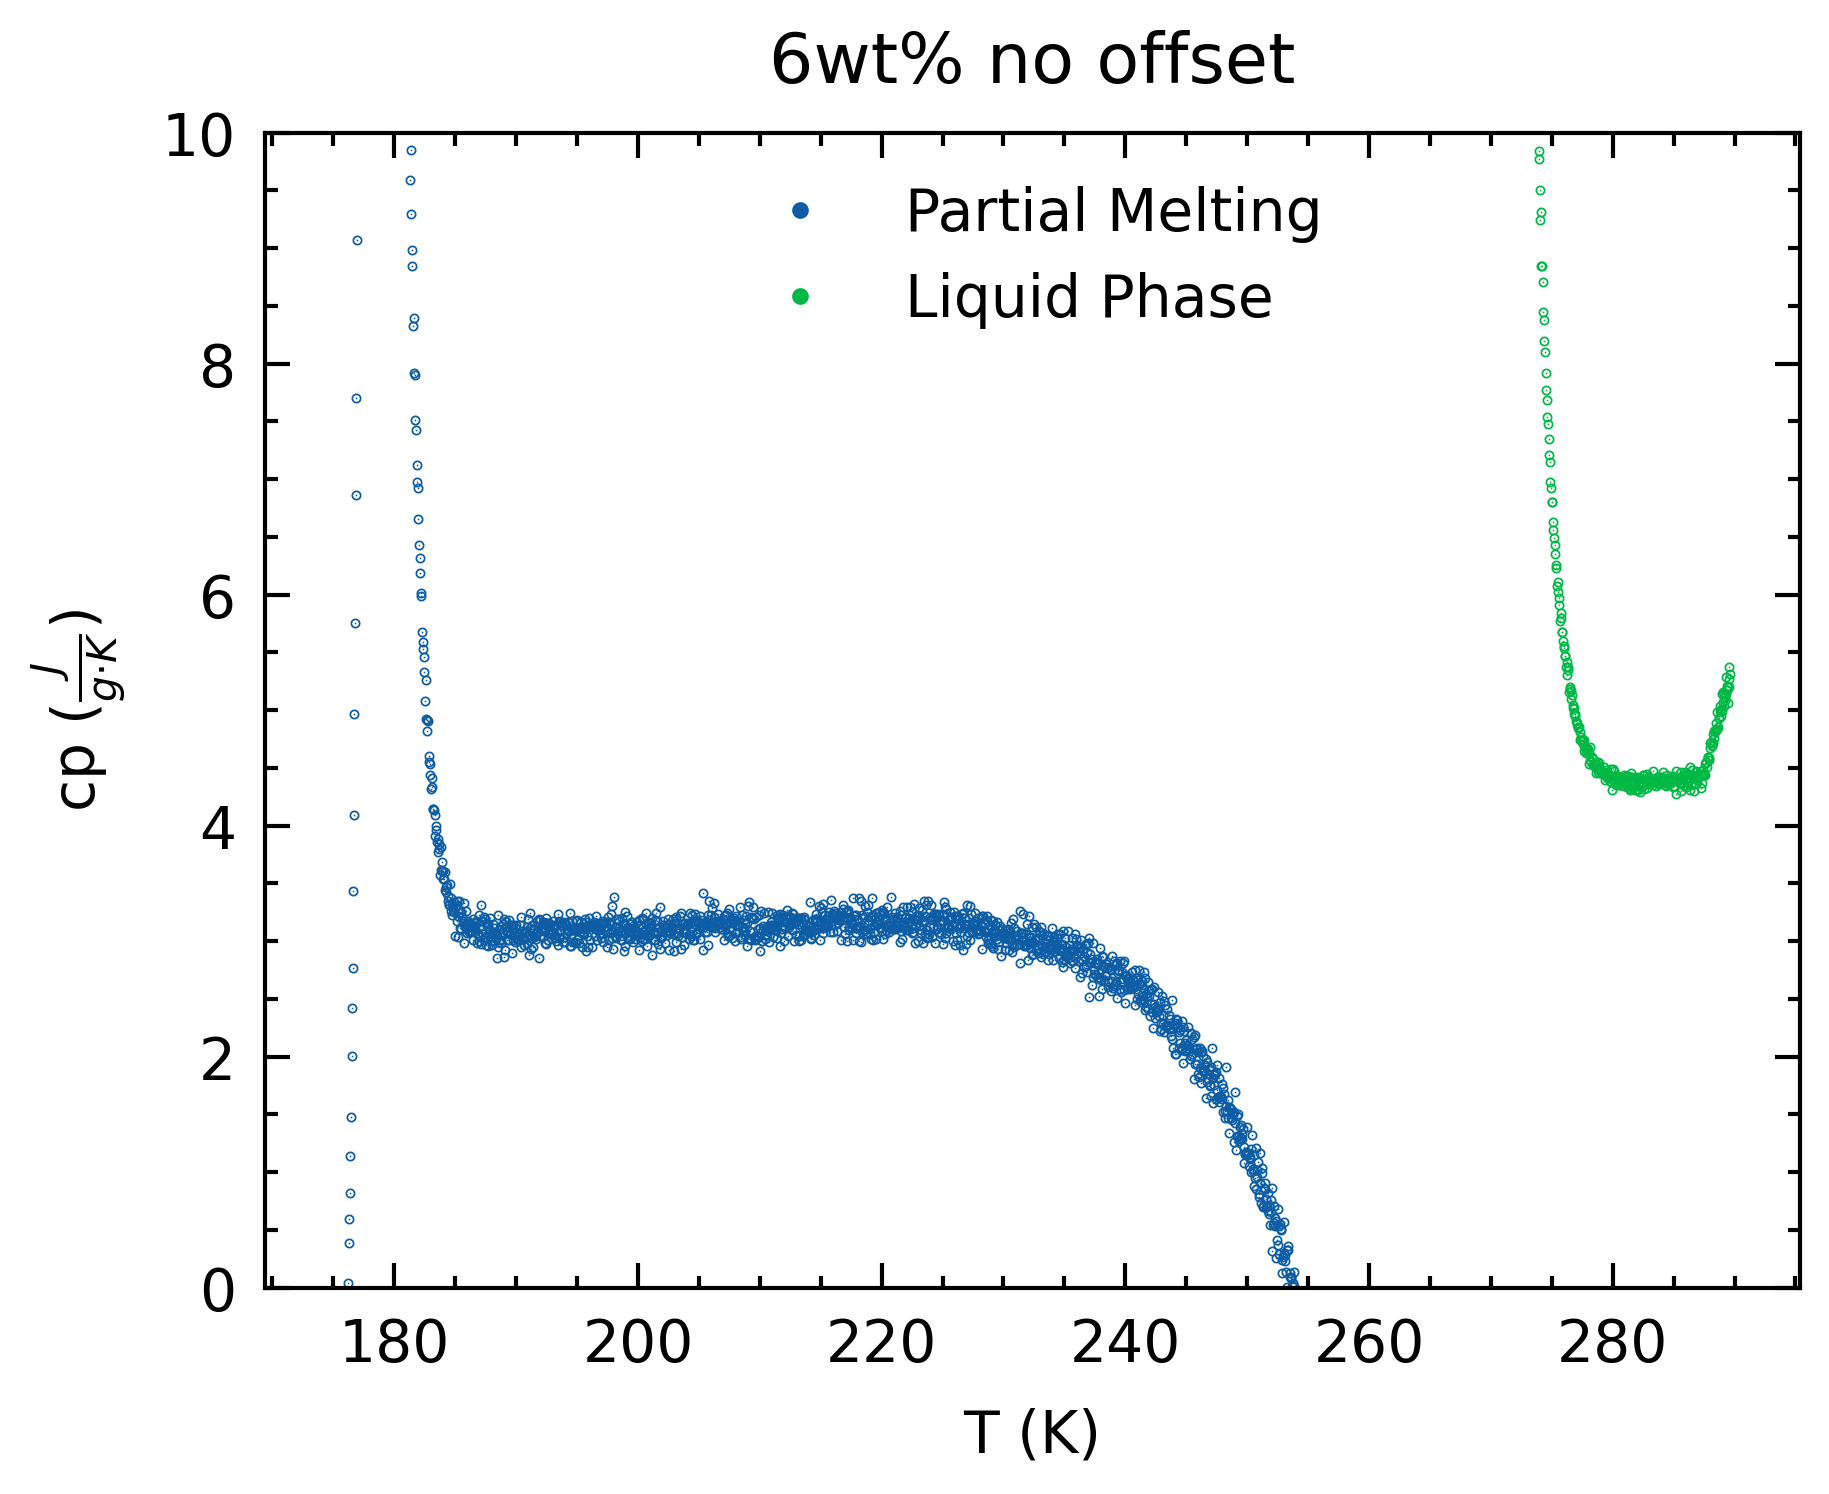 6wt% no offset
10
8
6
4
2
0
cp (J/g·K)
Partial Melting
Liquid Phase
180 200 220 240 260 280
T (K)